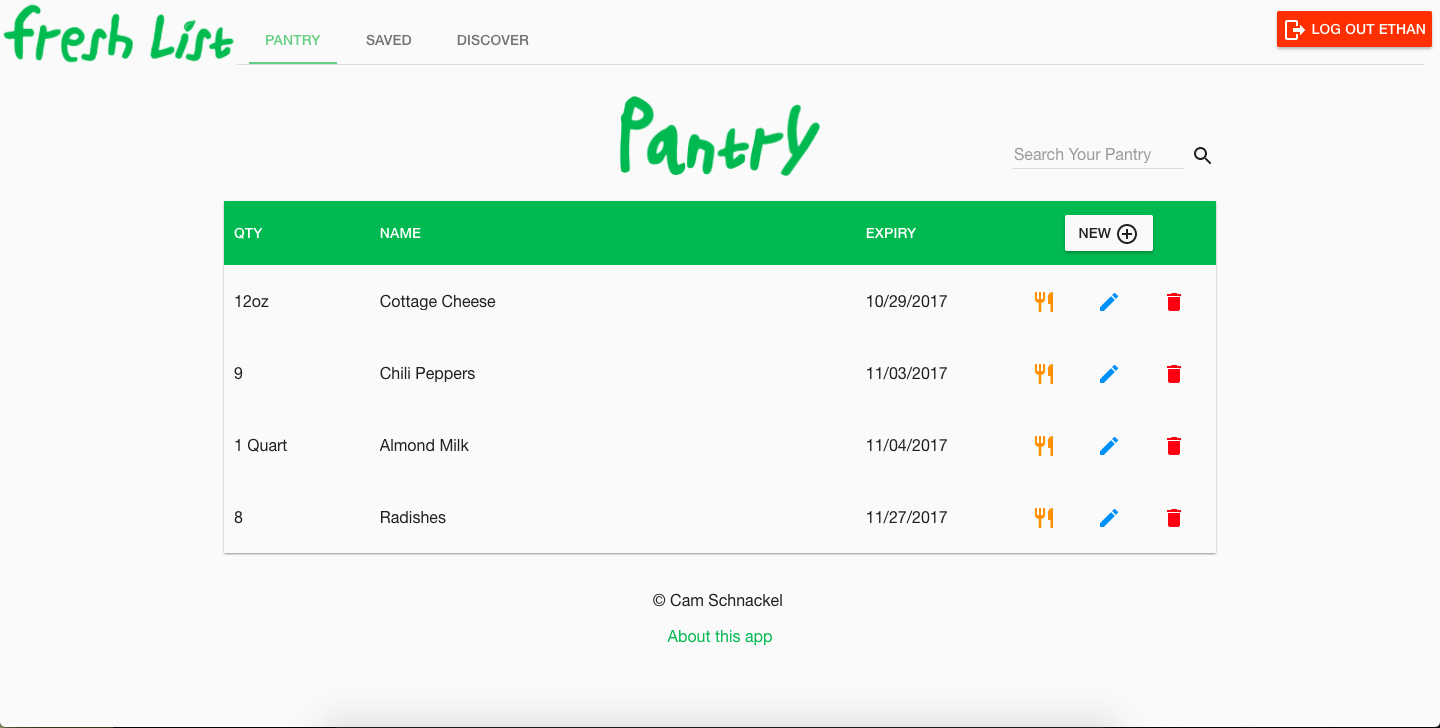 fresh List
PANTRY SAVED DISCOVER
LOG OUT ETHAN
Pantry
Search Your Pantry
QTY NAME EXPIRY NEW
12oz Cottage Cheese 10/29/2017
9 Chili Peppers 11/03/2017
1 Quart Almond Milk 11/04/2017
8 Radishes 11/27/2017
© Cam Schnackel
About this app